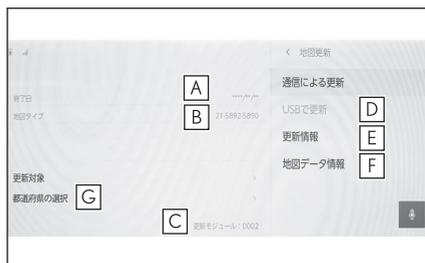 地図更新
通信による更新
A
終了日
----/--/--
B
地図タイプ
21-5892-5890
USBで更新
D
更新情報
E
地図データ情報
F
更新対象
都道府県の選択
G
C
更新モジュール：0002